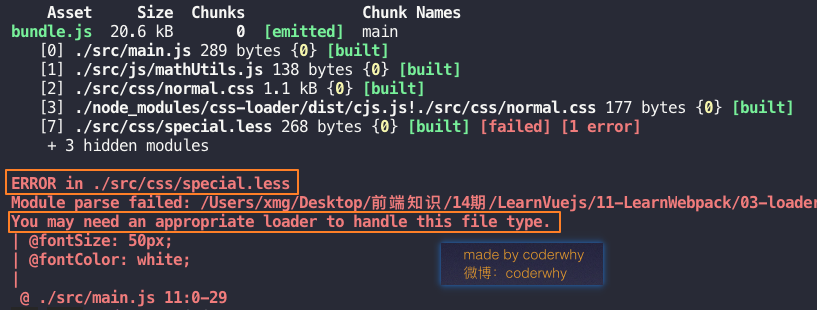 Asset Size Chunks Chunk Names
bundle.js 20.6 kB 0 [emitted] main
[0] ./src/main.js 289 bytes {0} [built]
[1] ./src/js/mathUtils.js 138 bytes {0} [built]
[2] ./src/css/normal.css 1.1 kB {0} [built]
[3] ./node_modules/css-loader/dist/cjs.js!./src/css/normal.css 177 bytes {0} [built]
[7] ./src/css/special.less 268 bytes {0} [built] [failed] [1 error]
+ 3 hidden modules
ERROR in ./src/css/special.less
Module parse failed: /Users/xmg/Desktop/前端知识/14期/LearnVuejs/11-LearnWebpack/03-loader
You may need an appropriate loader to handle this file type.
| @fontSize: 50px;
| @fontColor: white;
|
@ ./src/main.js 11:0-29
made by coderwhy
微博：coderwhy